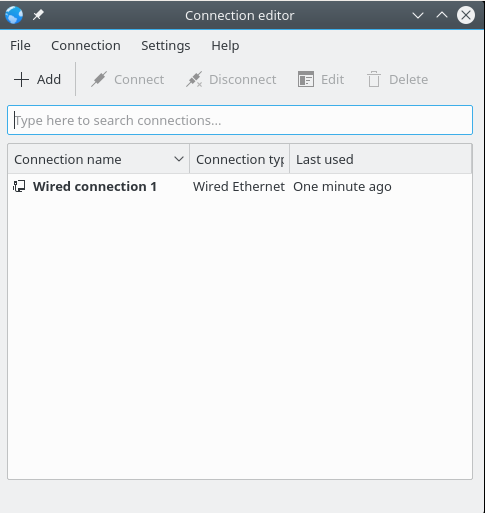 Connection editor
File Connection Settings Help
Add Connect Disconnect Edit Delete
Type here to search connections...
Connection name Connection typ Last used
Wired connection 1 Wired Ethernet One minute ago